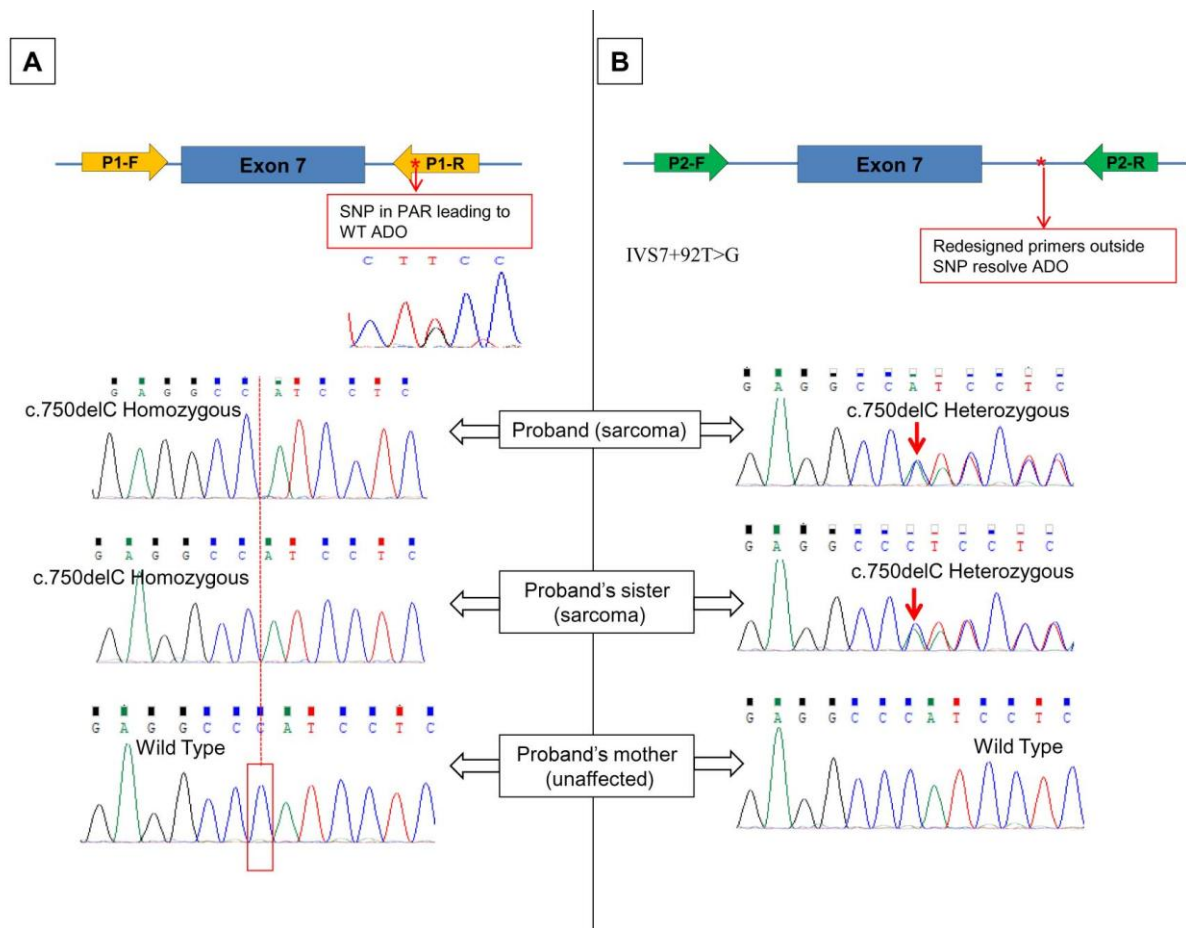 A
P1-F
Exon 7
P1-R
*
SNP in PAR leading to
WT ADO
C T T C C
G A G G C C A T C C T C
c.750delC Homozygous
G A G G C C A T C C T C
c.750delC Homozygous
G A G G C C C A T C C T C
Wild Type
Proband (sarcoma)
Proband's sister
(sarcoma)
Proband's mother
(unaffected)
B
P2-F
Exon 7
*
P2-R
IVS7+92T>G
Redesigned primers outside
SNP resolve ADO
G A G G C C A T C C T C
c.750delC Heterozygous
G A G G C C C T C C T C
c.750delC Heterozygous
G A G G C C C A T C C T C
Wild Type